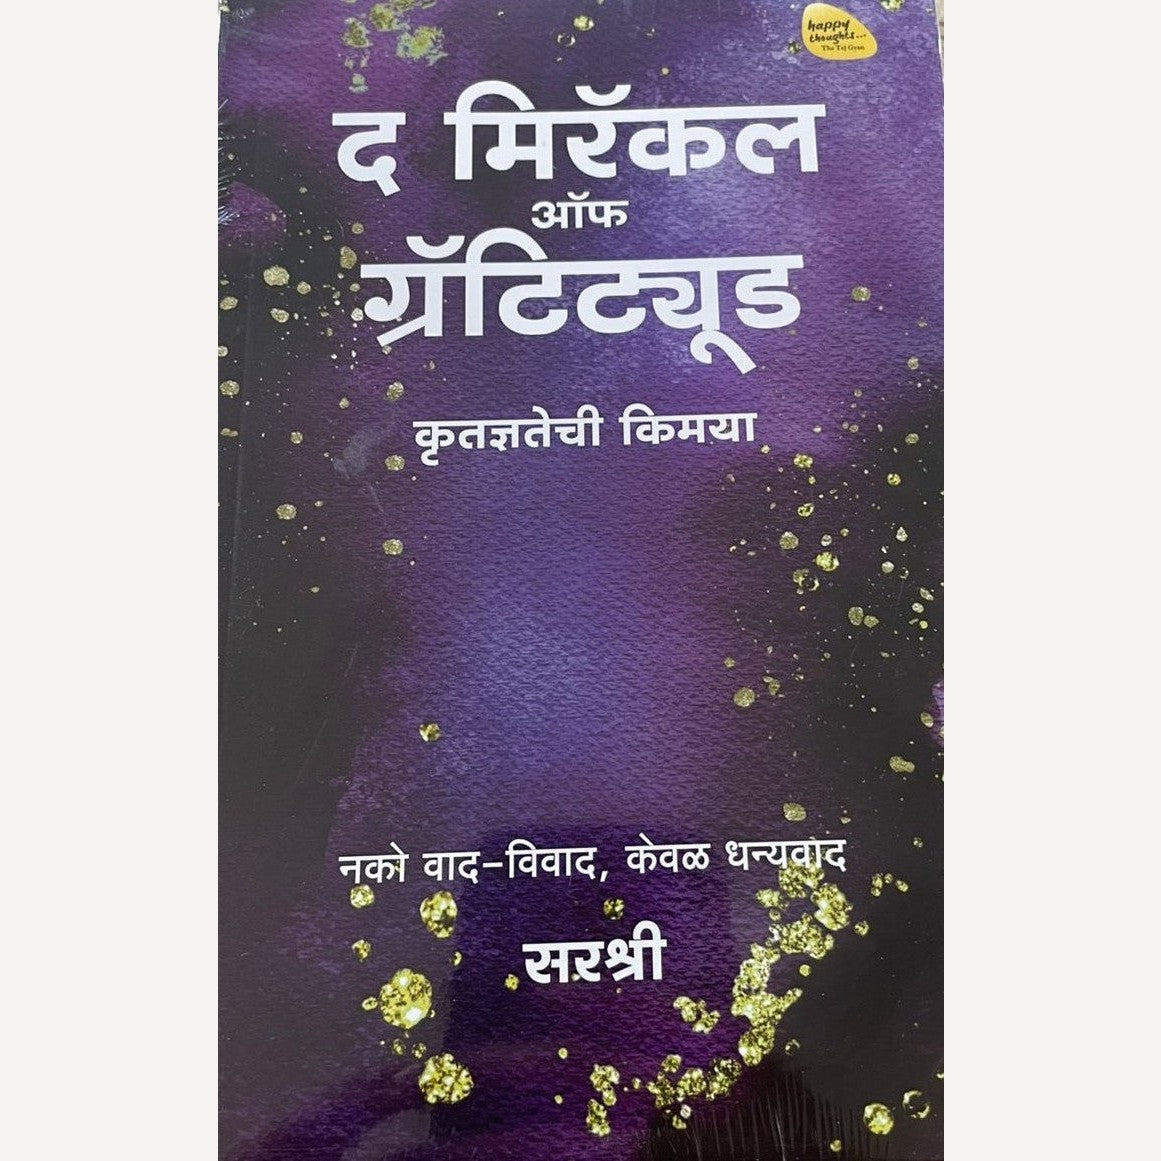 happy
thoughts...
The Tej Gyan
द मिरॅकल
ऑफ
ग्रॅटिट्यूड
कृतज्ञतेची किमया
नको वाद-विवाद, केवळ धन्यवाद
सरश्री